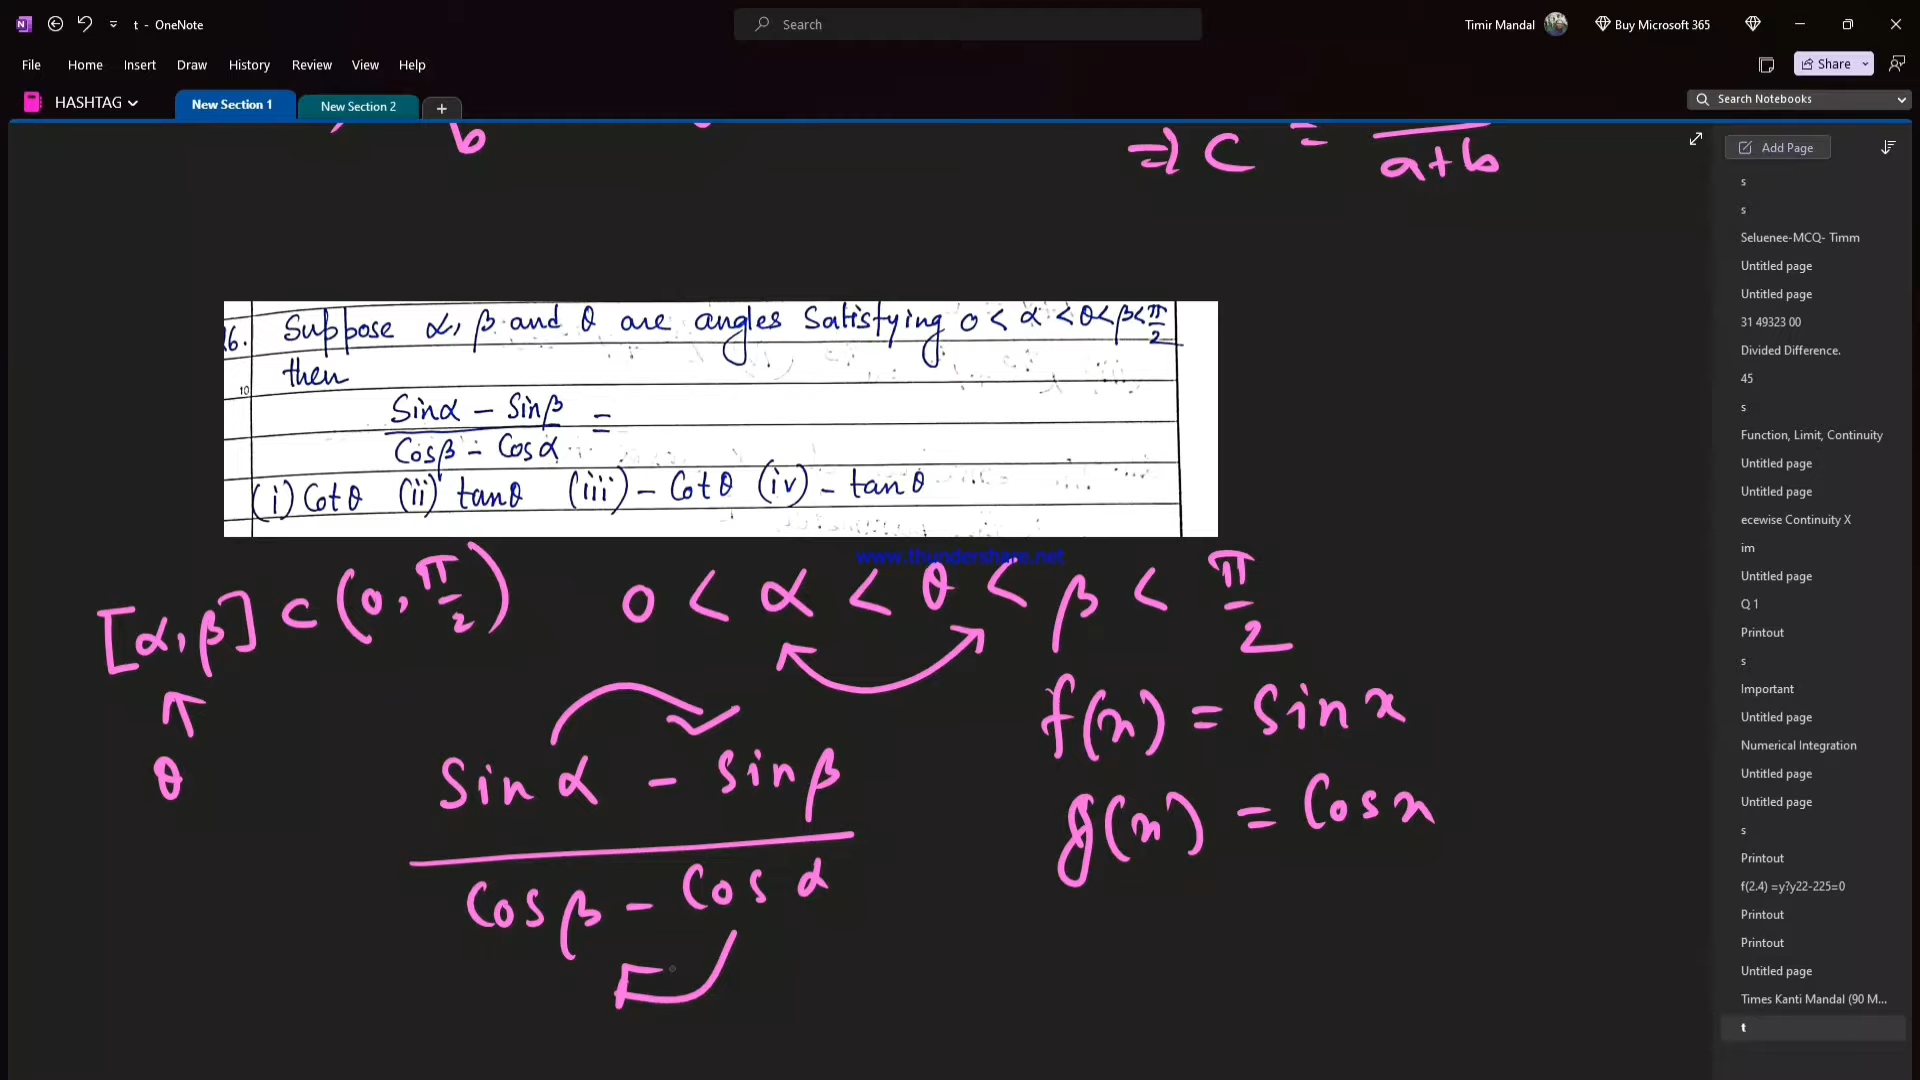 t - OneNote
Search
Timir Mandal
Buy Microsoft 365
File Home Insert Draw History Review View Help
Share
HASHTAG
New Section 1
New Section 2
+
Search Notebooks
b
=) C = a+b
Add Page
16. Suppose α, β and θ are angles satisfying 0 < α < θ < β < π/2
then
10
Sinα - Sinβ
=
Cosβ - Cosα
(i) Cotθ (ii) tanθ (iii) - Cotθ (iv) - tanθ
www.thundershare.net
[α, β] ⊂ (0, π/2)
0 < α < θ < β < π/2
θ
f(x) = Sin x
Sin α - Sin β
g(x) = Cos x
Cos β - Cos α
s
s
Seluenee-MCQ- Timm
Untitled page
Untitled page
31 49323 00
Divided Difference.
45
s
Function, Limit, Continuity
Untitled page
Untitled page
ecewise Continuity X
im
Untitled page
Q 1
Printout
s
Important
Untitled page
Numerical Integration
Untitled page
Untitled page
s
Printout
f(2.4) =y?y22-225=0
Printout
Printout
Untitled page
Times Kanti Mandal (90 M...
t